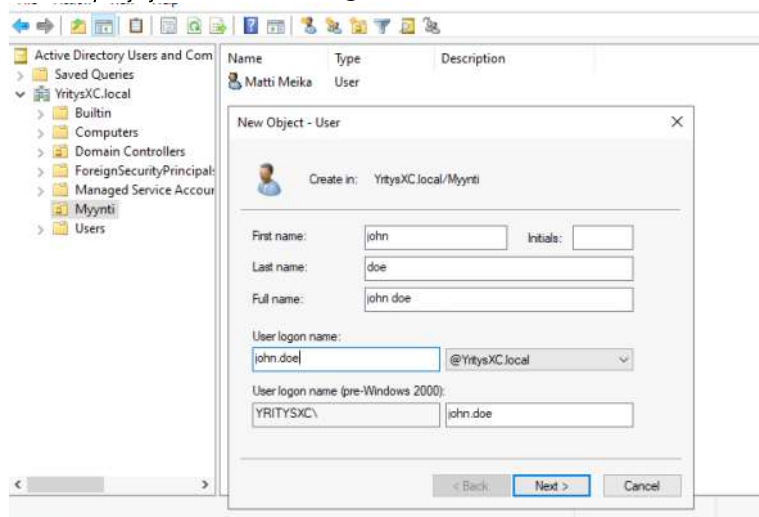 Active Directory Users and Com
Saved Queries
YritysXC.local
Builtin
Computers
Domain Controllers
ForeignSecurityPrincipals
Managed Service Accour
Myynti
Users
Name Type Description
Matti Meika User
New Object - User
Create in: YritysXC.local/Myynti
First name: john Initials:
Last name: doe
Full name: john doe
User logon name:
john.doe @YritysXC.local
User logon name (pre-Windows 2000):
YRITYSXC\ john.doe
< Back Next > Cancel